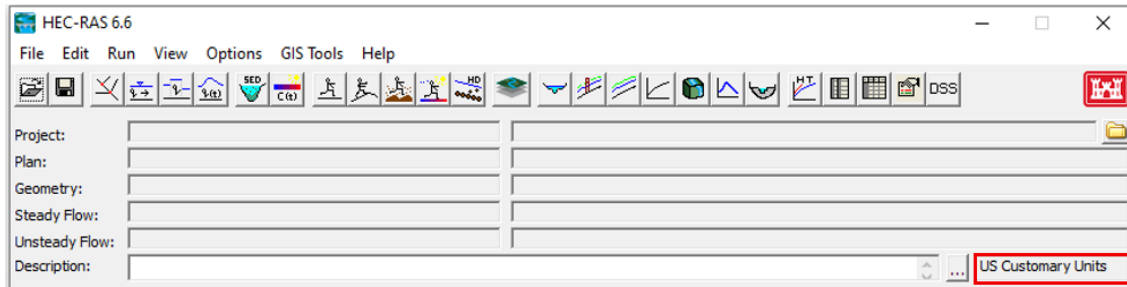 HEC-RAS 6.6
File Edit Run View Options GIS Tools Help
SED C(t) HD HT DSS
Project:
Plan:
Geometry:
Steady Flow:
Unsteady Flow:
Description: ... US Customary Units